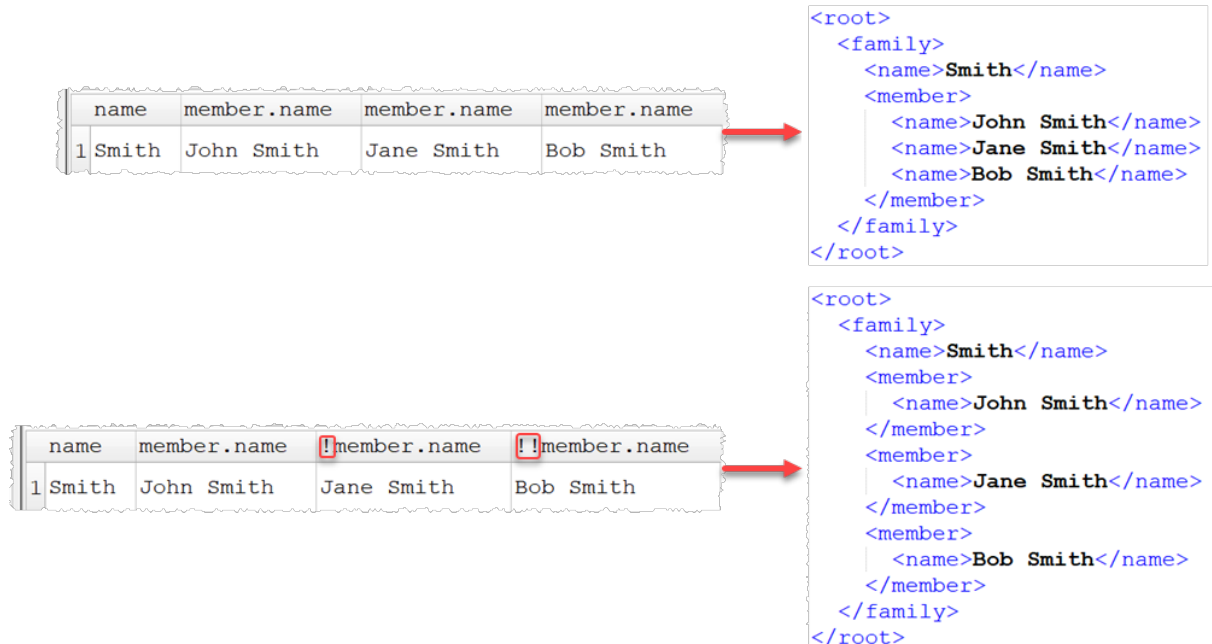 name member.name member.name member.name
1 Smith John Smith Jane Smith Bob Smith
<root>
<family>
<name>Smith</name>
<member>
<name>John Smith</name>
<name>Jane Smith</name>
<name>Bob Smith</name>
</member>
</family>
</root>
name member.name !member.name !!member.name
1 Smith John Smith Jane Smith Bob Smith
<root>
<family>
<name>Smith</name>
<member>
<name>John Smith</name>
</member>
<member>
<name>Jane Smith</name>
</member>
<member>
<name>Bob Smith</name>
</member>
</family>
</root>